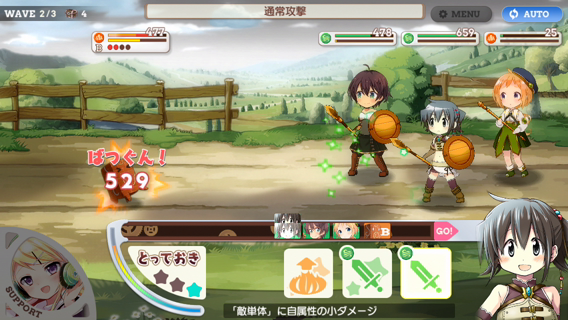 WAVE 2/3 4
通常攻撃
MENU
AUTO
477
B
478
659
25
ばつぐん!
529
B
GO!
とっておき
SUPPORT
「敵単体」に自属性の小ダメージ